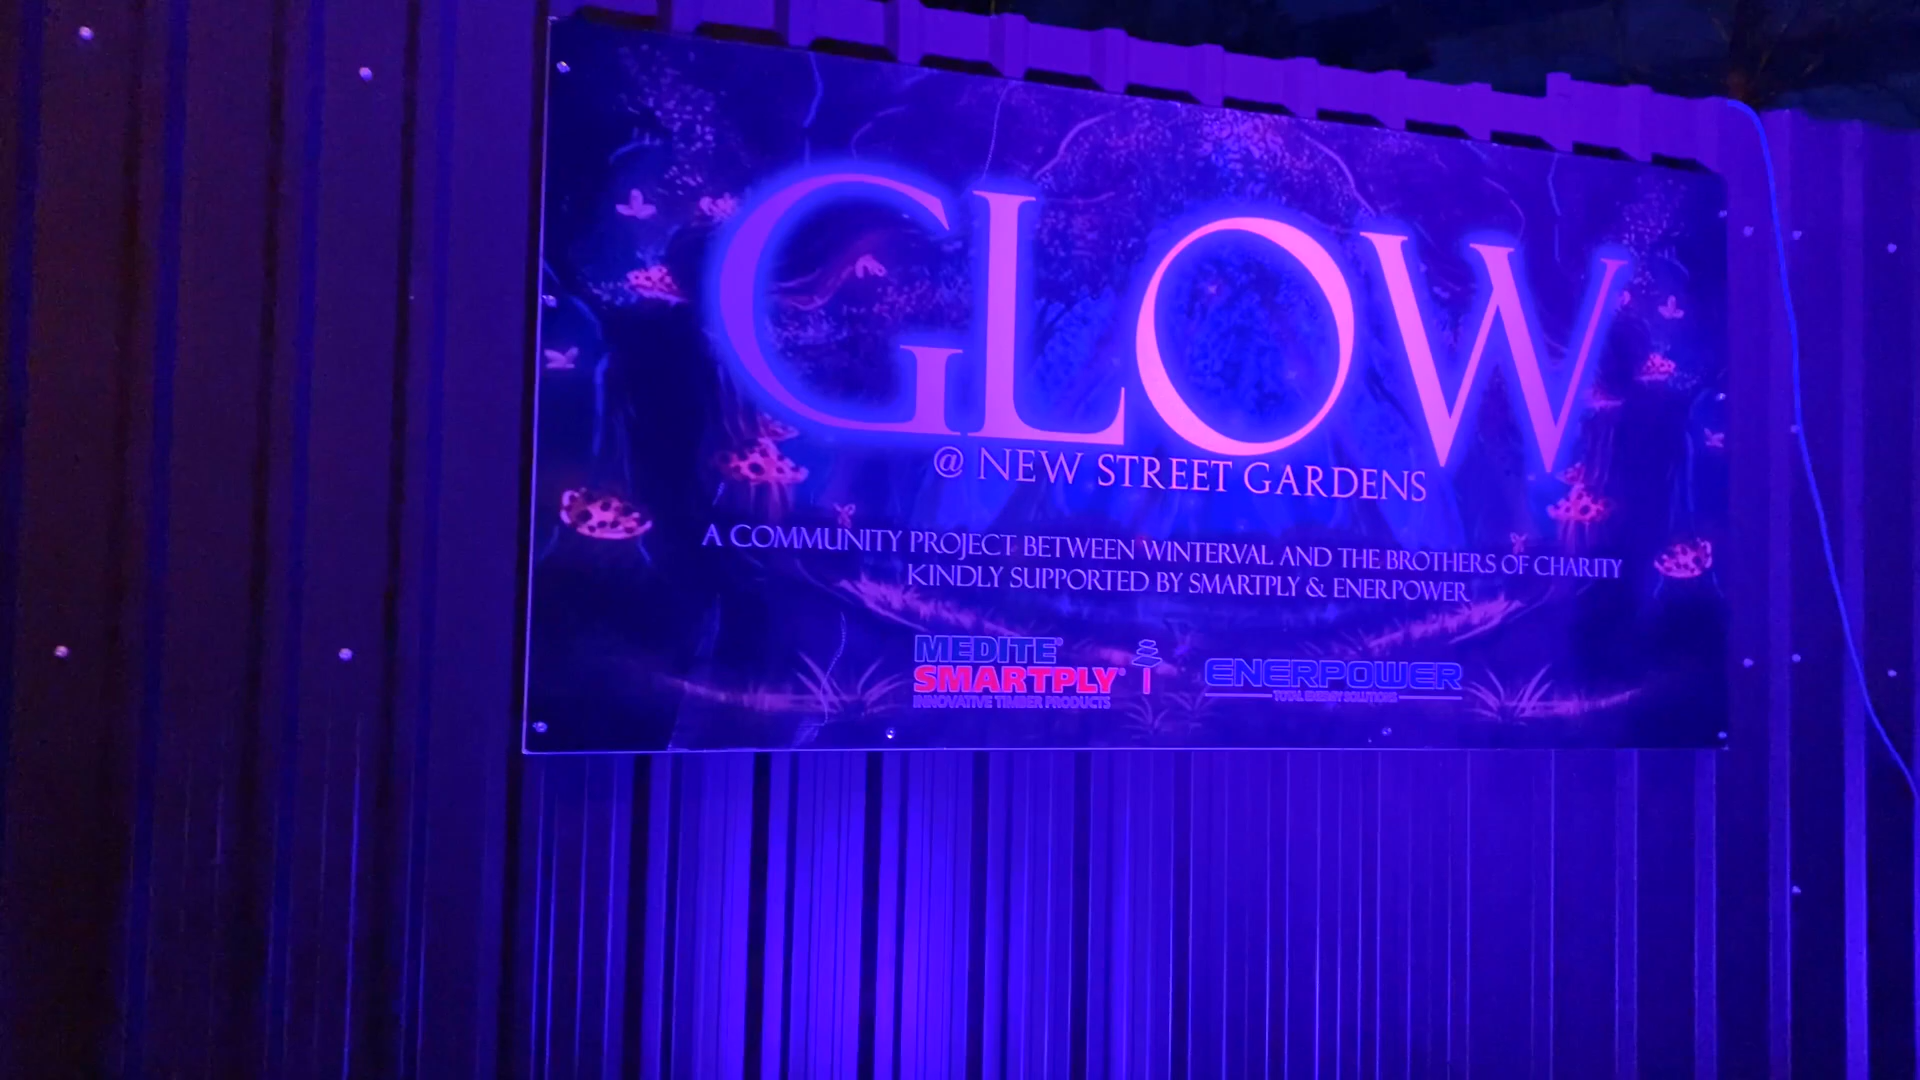 GLOW
@ NEW STREET GARDENS
A COMMUNITY PROJECT BETWEEN WINTERVAL AND THE BROTHERS OF CHARITY
KINDLY SUPPORTED BY SMARTPLY & ENERPOWER
MEDITE®
SMARTPLY®
INNOVATIVE TIMBER PRODUCTS
ENERPOWER
TOTAL ENERGY SOLUTIONS